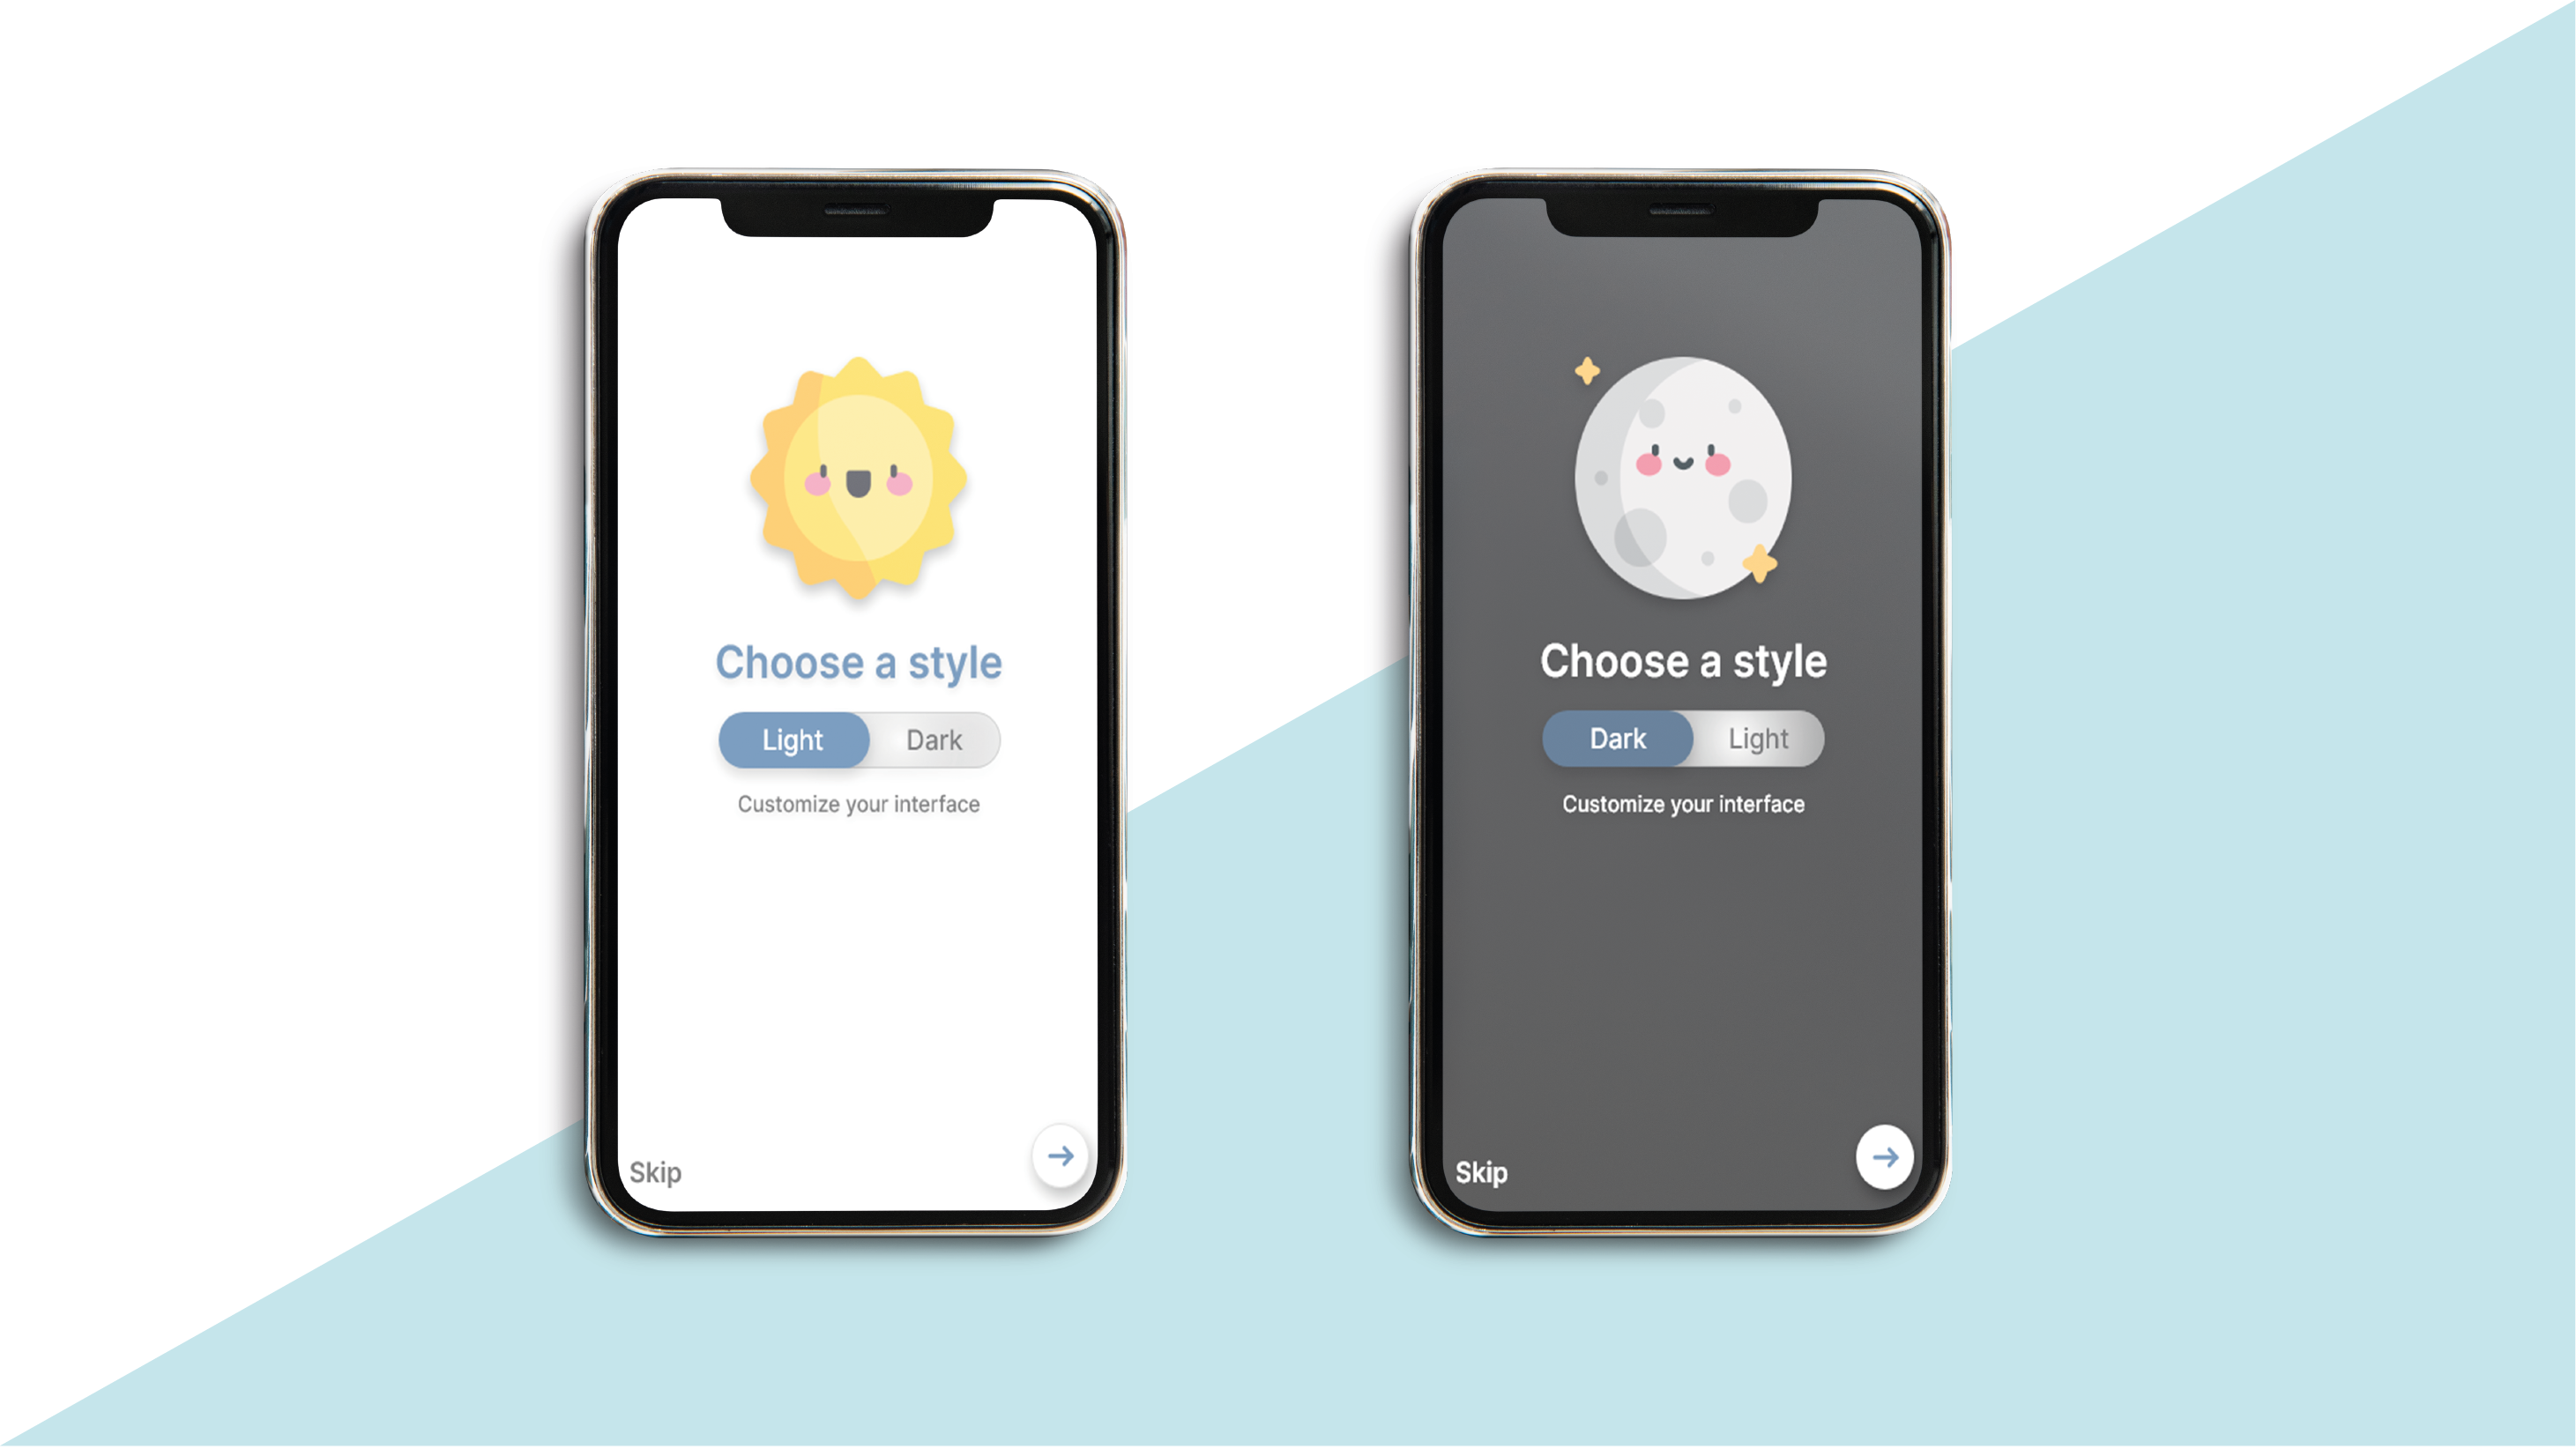 Choose a style
Light
Dark
Customize your interface
Skip
Choose a style
Dark
Light
Customize your interface
Skip